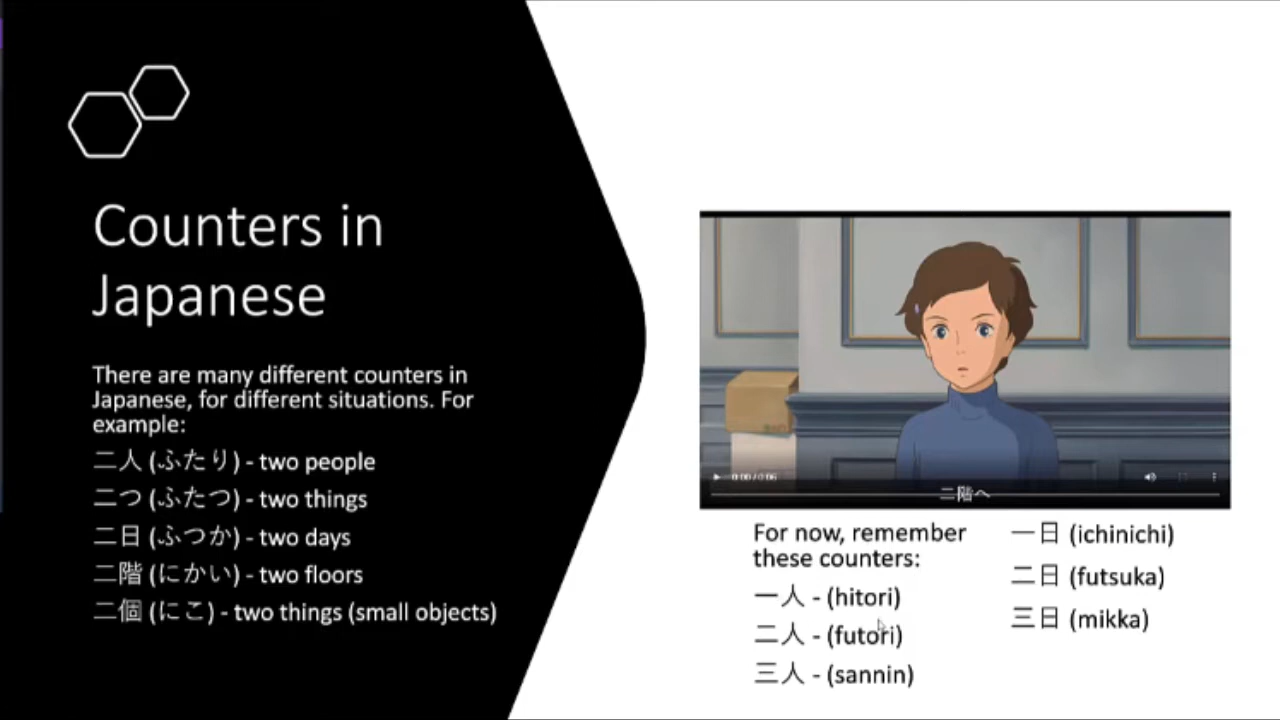 Counters in
Japanese
There are many different counters in
Japanese, for different situations. For
example:
二人 (ふたり) - two people
二つ (ふたつ) - two things
二日 (ふつか) - two days
二階 (にかい) - two floors
二個 (にこ) - two things (small objects)
0:00 / 0:06
二階へ
For now, remember
these counters:
一人 - (hitori)
二人 - (futori)
三人 - (sannin)
一日 (ichinichi)
二日 (futsuka)
三日 (mikka)